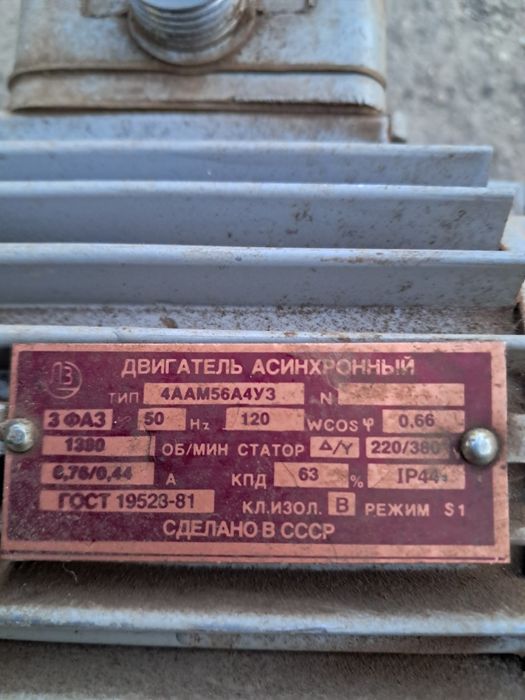 ДВИГАТЕЛЬ АСИНХРОННЫЙ
ТИП 4ААМ56А4У3 N
3 ФАЗ. 50 Hz 120 W COS φ 0.66
1380 ОБ/МИН СТАТОР Δ/Y 220/380
0,76/0,44 А КПД 63 % IP44
ГОСТ 19523-81 КЛ.ИЗОЛ. B РЕЖИМ S1
СДЕЛАНО В СССР